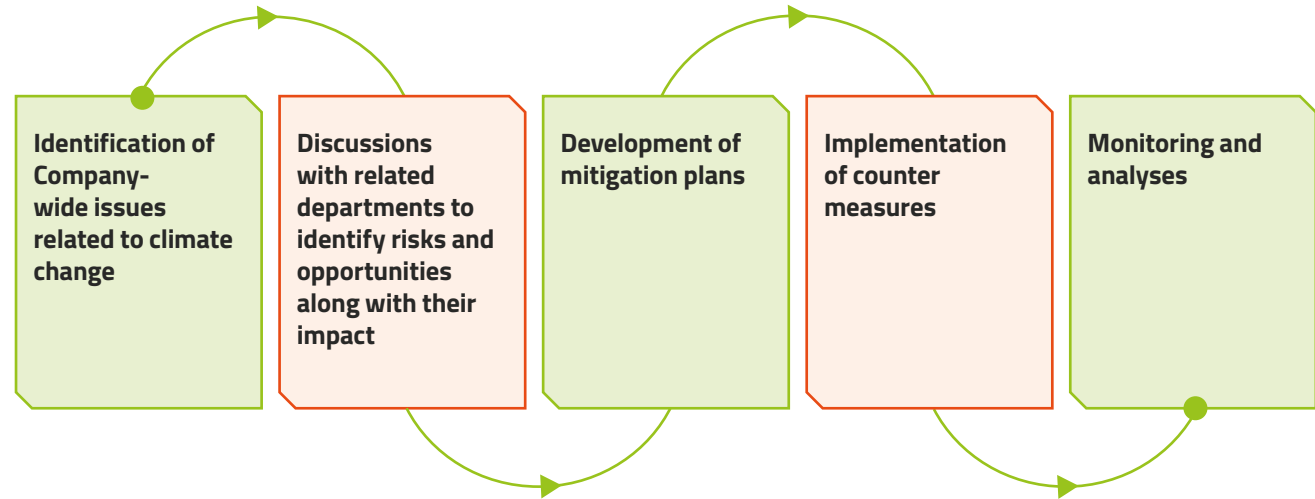 Identification of
Company-
wide issues
related to climate
change
Discussions
with related
departments to
identify risks and
opportunities
along with their
impact
Development of
mitigation plans
Implementation
of counter
measures
Monitoring and
analyses